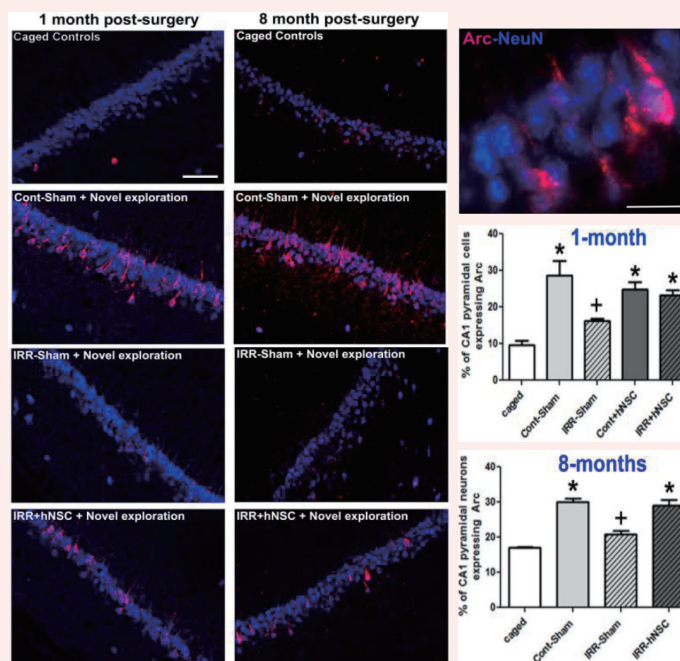 1 month post-surgery
8 month post-surgery
Caged Controls
Caged Controls
Cont-Sham + Novel exploration
Cont-Sham + Novel exploration
IRR-Sham + Novel exploration
IRR-Sham + Novel exploration
IRR+hNSC + Novel exploration
IRR+hNSC + Novel exploration
Arc-NeuN
1-month
% of CA1 pyramidal cells
expressing Arc
40
30
20
10
0
*
+
*
*
caged
Cont-Sham
IRR-Sham
Cont+hNSC
IRR+hNSC
8-months
% of CA1 pyramidal neurons
expressing Arc
40
30
20
10
0
*
+
*
caged
Cont-Sham
IRR-Sham
IRR-hNSC